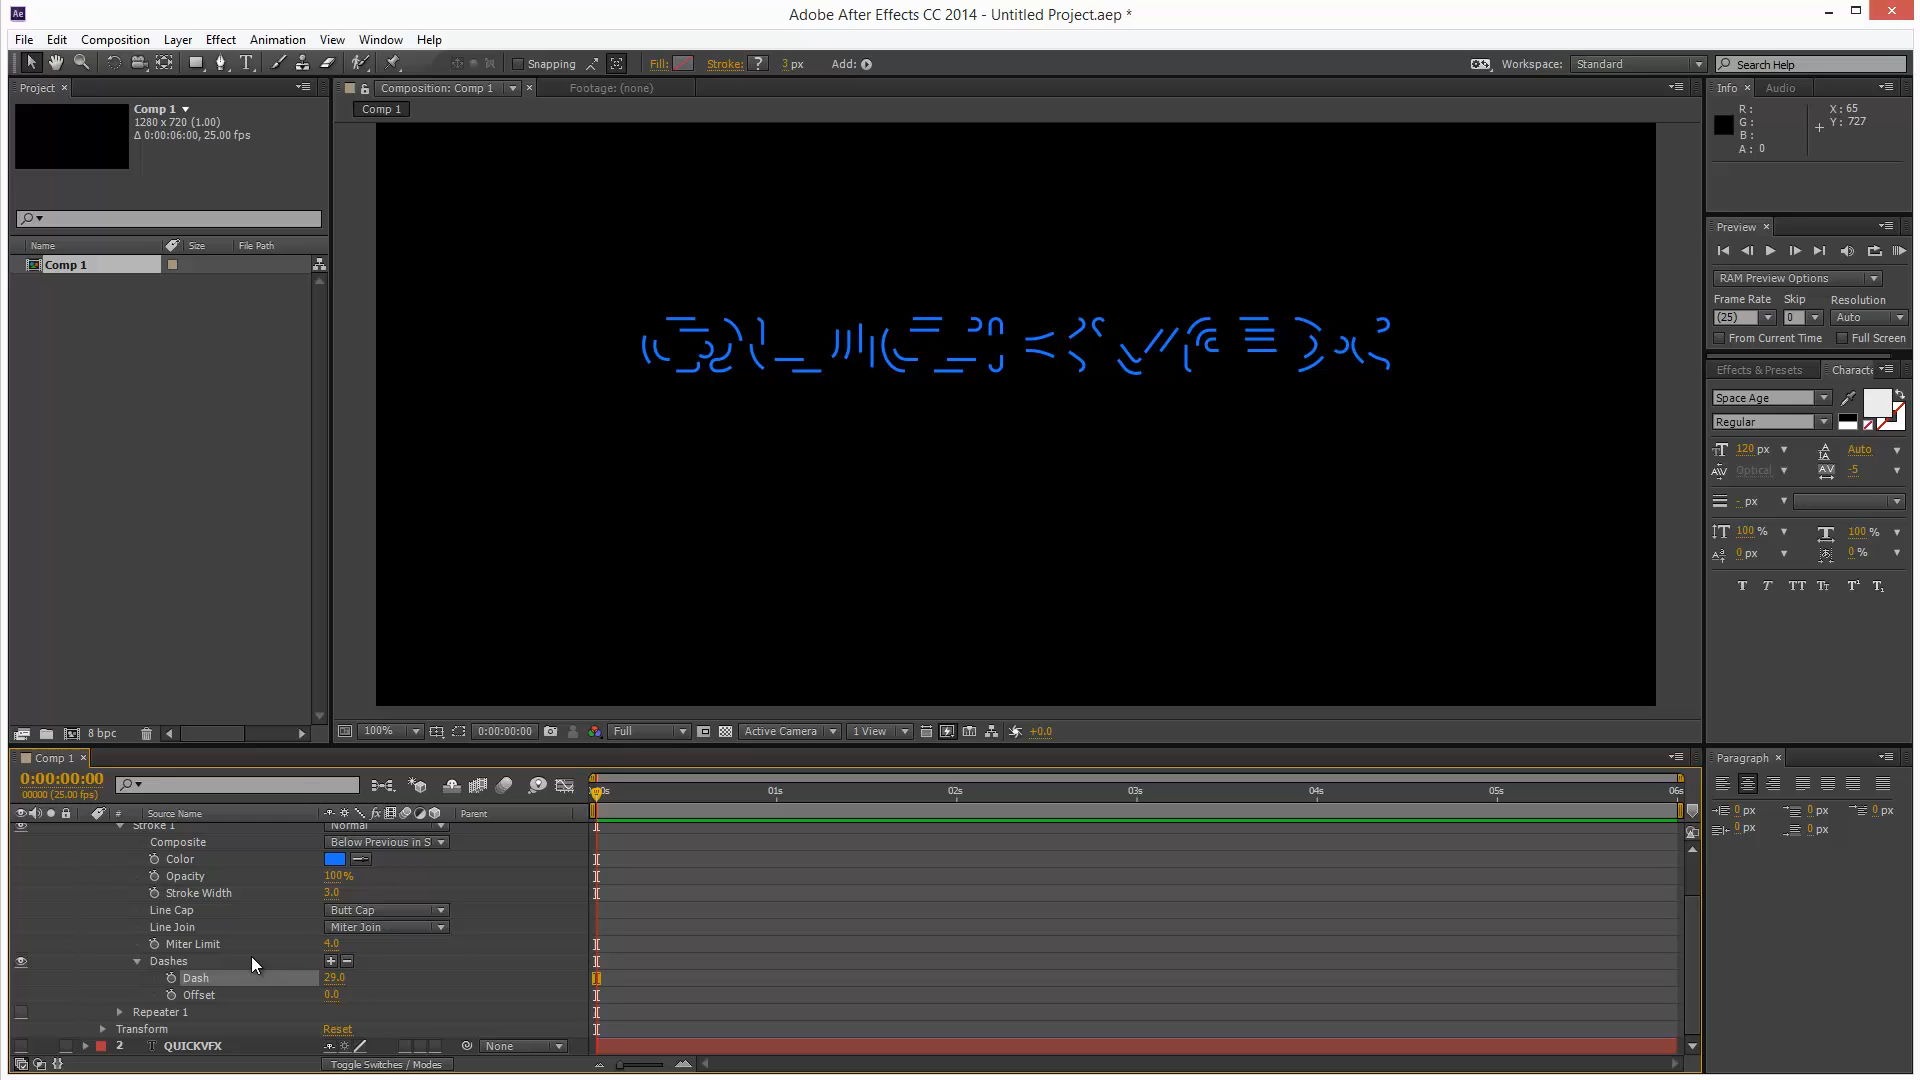 Ae Adobe After Effects CC 2014 - Untitled Project.aep *
File Edit Composition Layer Effect Animation View Window Help
Snapping Fill: Stroke: ? 3 px Add: Workspace: Standard Search Help
Project × Composition: Comp 1 × Footage: (none) Info × Audio
Comp 1
1280 x 720 (1.00)
Δ 0:00:06:00, 25.00 fps
Comp 1
R: X: 65
G: Y: 727
B:
A: 0
Preview ×
RAM Preview Options
Frame Rate Skip Resolution
(25) 0 Auto
From Current Time Full Screen
Name Size File Path
Comp 1
Effects & Presets Characte
Space Age
Regular
120 px Auto
Optical -5
- px
100 % 100 %
0 px 0 %
T T TT Tt T¹ T₁
8 bpc 100% 0:00:00:00 Full Active Camera 1 View +0.0
Comp 1 × Paragraph ×
0:00:00:00
00000 (25.00 fps)
01s 02s 03s 04s 05s 06s
# Source Name fx Parent
0 px 0 px 0 px
0 px 0 px
Stroke 1 Normal
Composite Below Previous in S
Color
Opacity 100%
Stroke Width 3.0
Line Cap Butt Cap
Line Join Miter Join
Miter Limit 4.0
Dashes + −
Dash 29.0
Offset 0.0
Repeater 1
Transform Reset
2 T QUICKVFX None
Toggle Switches / Modes